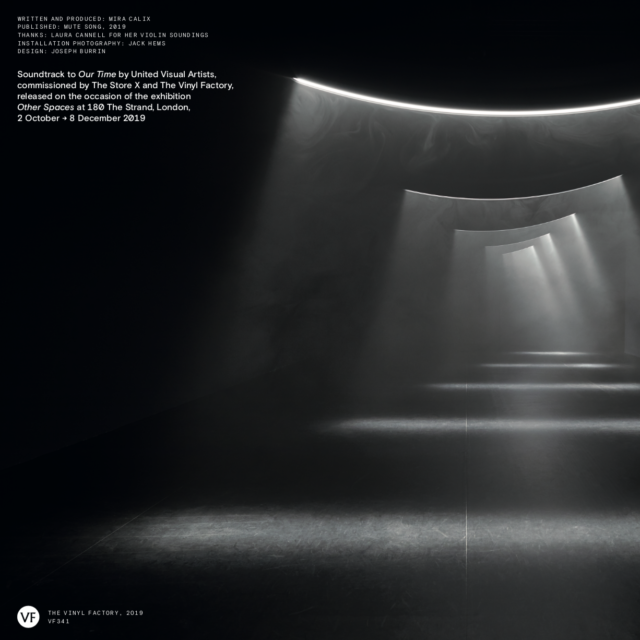 WRITTEN AND PRODUCED: MIRA CALIX
PUBLISHED: MUTE SONG, 2019
THANKS: LAURA CANNELL FOR HER VIOLIN SOUNDINGS
INSTALLATION PHOTOGRAPHY: JACK HEMS
DESIGN: JOSEPH BURRIN
Soundtrack to Our Time by United Visual Artists,
commissioned by The Store X and The Vinyl Factory,
released on the occasion of the exhibition
Other Spaces at 180 The Strand, London,
2 October → 8 December 2019
VF
THE VINYL FACTORY, 2019
VF341